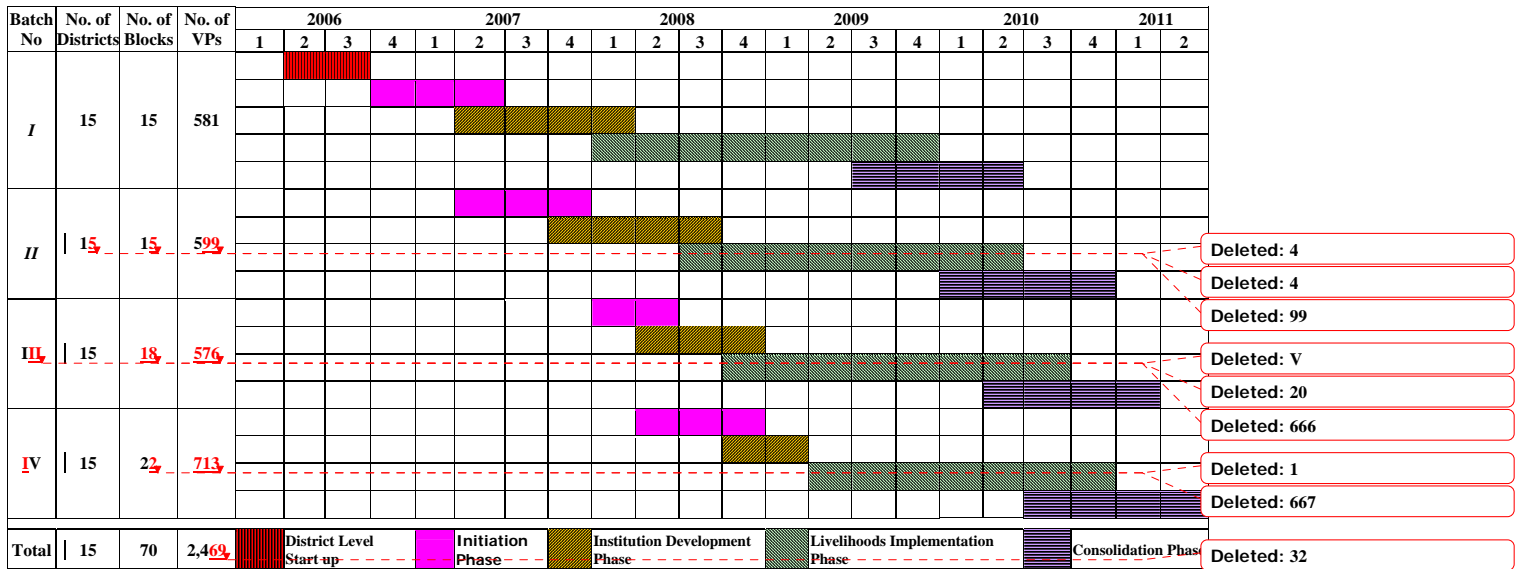 Batch No No. of Districts No. of Blocks No. of VPs 2006 2007 2008 2009 2010 2011
1 2 3 4 1 2 3 4 1 2 3 4 1 2 3 4 1 2 3 4 1 2
I 15 15 581
II 15 15 599
Deleted: 4
Deleted: 4
Deleted: 99
III 15 18 576
Deleted: V
Deleted: 20
Deleted: 666
IV 15 22 713
Deleted: 1
Deleted: 667
Total 15 70 2,469 District Level Start up Initiation Phase Institution Development Phase Livelihoods Implementation Phase Consolidation Phase
Deleted: 32